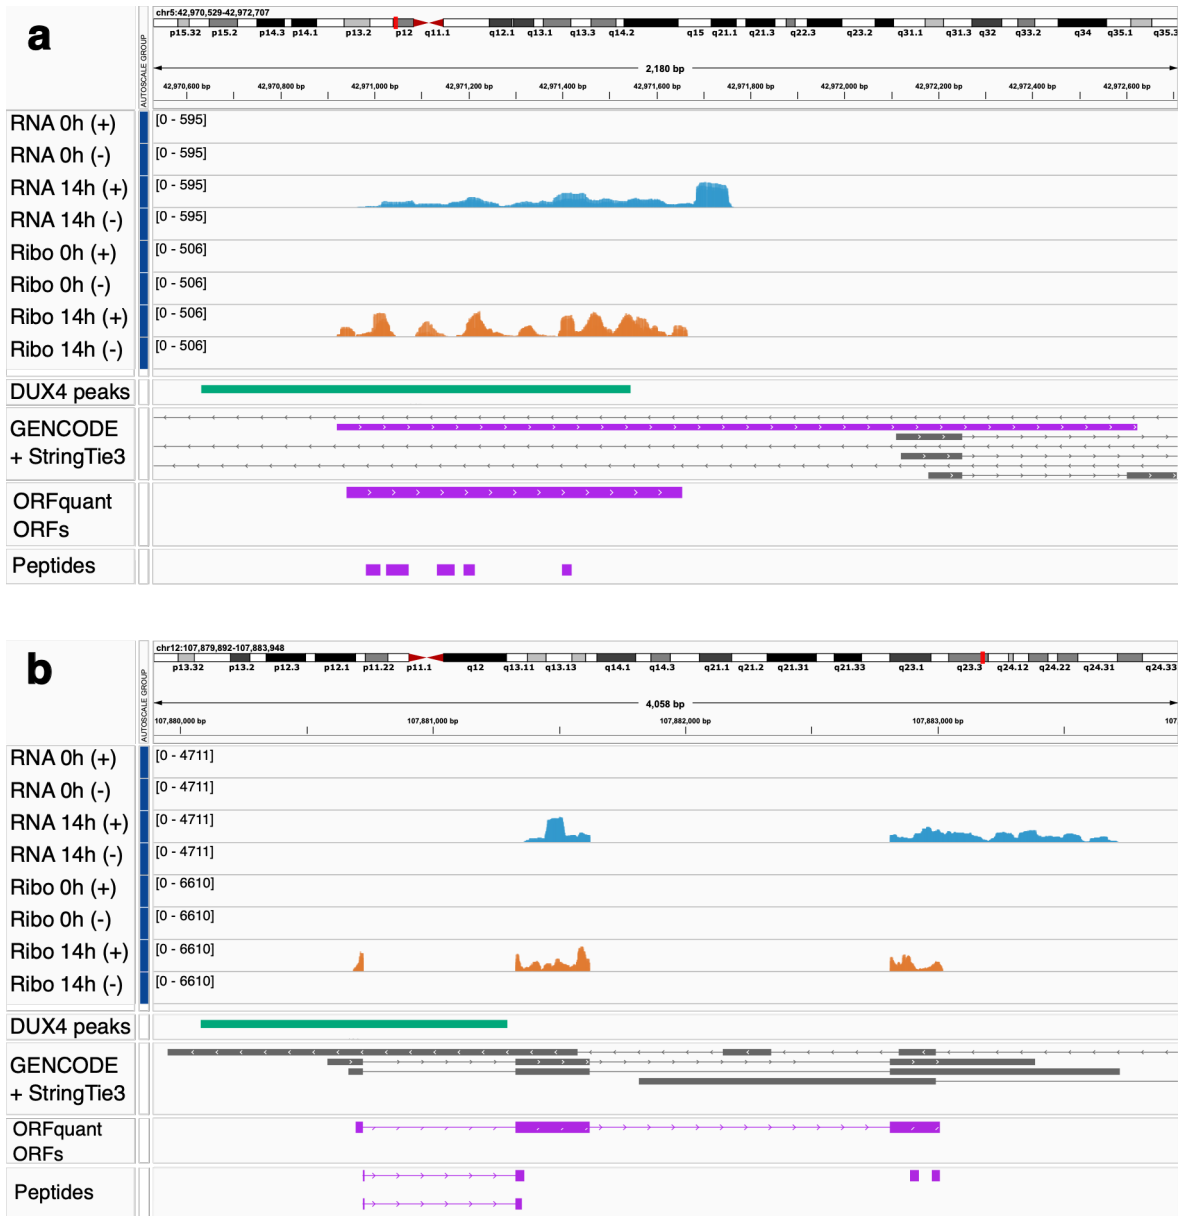 a
chr5:42,970,529-42,972,707
p15.32 p15.2 p14.3 p14.1 p13.2 p12 q11.1 q12.1 q13.1 q13.3 q14.2 q15 q21.1 q21.3 q22.3 q23.2 q31.1 q31.3 q32 q33.2 q34 q35.1 q35.3
AUTOSCALE GROUP
2,180 bp
42,970,600 bp 42,970,800 bp 42,971,000 bp 42,971,200 bp 42,971,400 bp 42,971,600 bp 42,971,800 bp 42,972,000 bp 42,972,200 bp 42,972,400 bp 42,972,600 bp
RNA 0h (+) [0 - 595]
RNA 0h (-) [0 - 595]
RNA 14h (+) [0 - 595]
RNA 14h (-) [0 - 595]
Ribo 0h (+) [0 - 506]
Ribo 0h (-) [0 - 506]
Ribo 14h (+) [0 - 506]
Ribo 14h (-) [0 - 506]
DUX4 peaks
GENCODE
+ StringTie3
ORFquant
ORFs
Peptides
b
chr12:107,879,892-107,883,948
p13.32 p13.2 p12.3 p12.1 p11.22 p11.1 q12 q13.11 q13.13 q14.1 q14.3 q21.1 q21.2 q21.31 q21.33 q23.1 q23.3 q24.12 q24.22 q24.31 q24.33
AUTOSCALE GROUP
4,058 bp
107,880,000 bp 107,881,000 bp 107,882,000 bp 107,883,000 bp 107,
RNA 0h (+) [0 - 4711]
RNA 0h (-) [0 - 4711]
RNA 14h (+) [0 - 4711]
RNA 14h (-) [0 - 4711]
Ribo 0h (+) [0 - 6610]
Ribo 0h (-) [0 - 6610]
Ribo 14h (+) [0 - 6610]
Ribo 14h (-) [0 - 6610]
DUX4 peaks
GENCODE
+ StringTie3
ORFquant
ORFs
Peptides